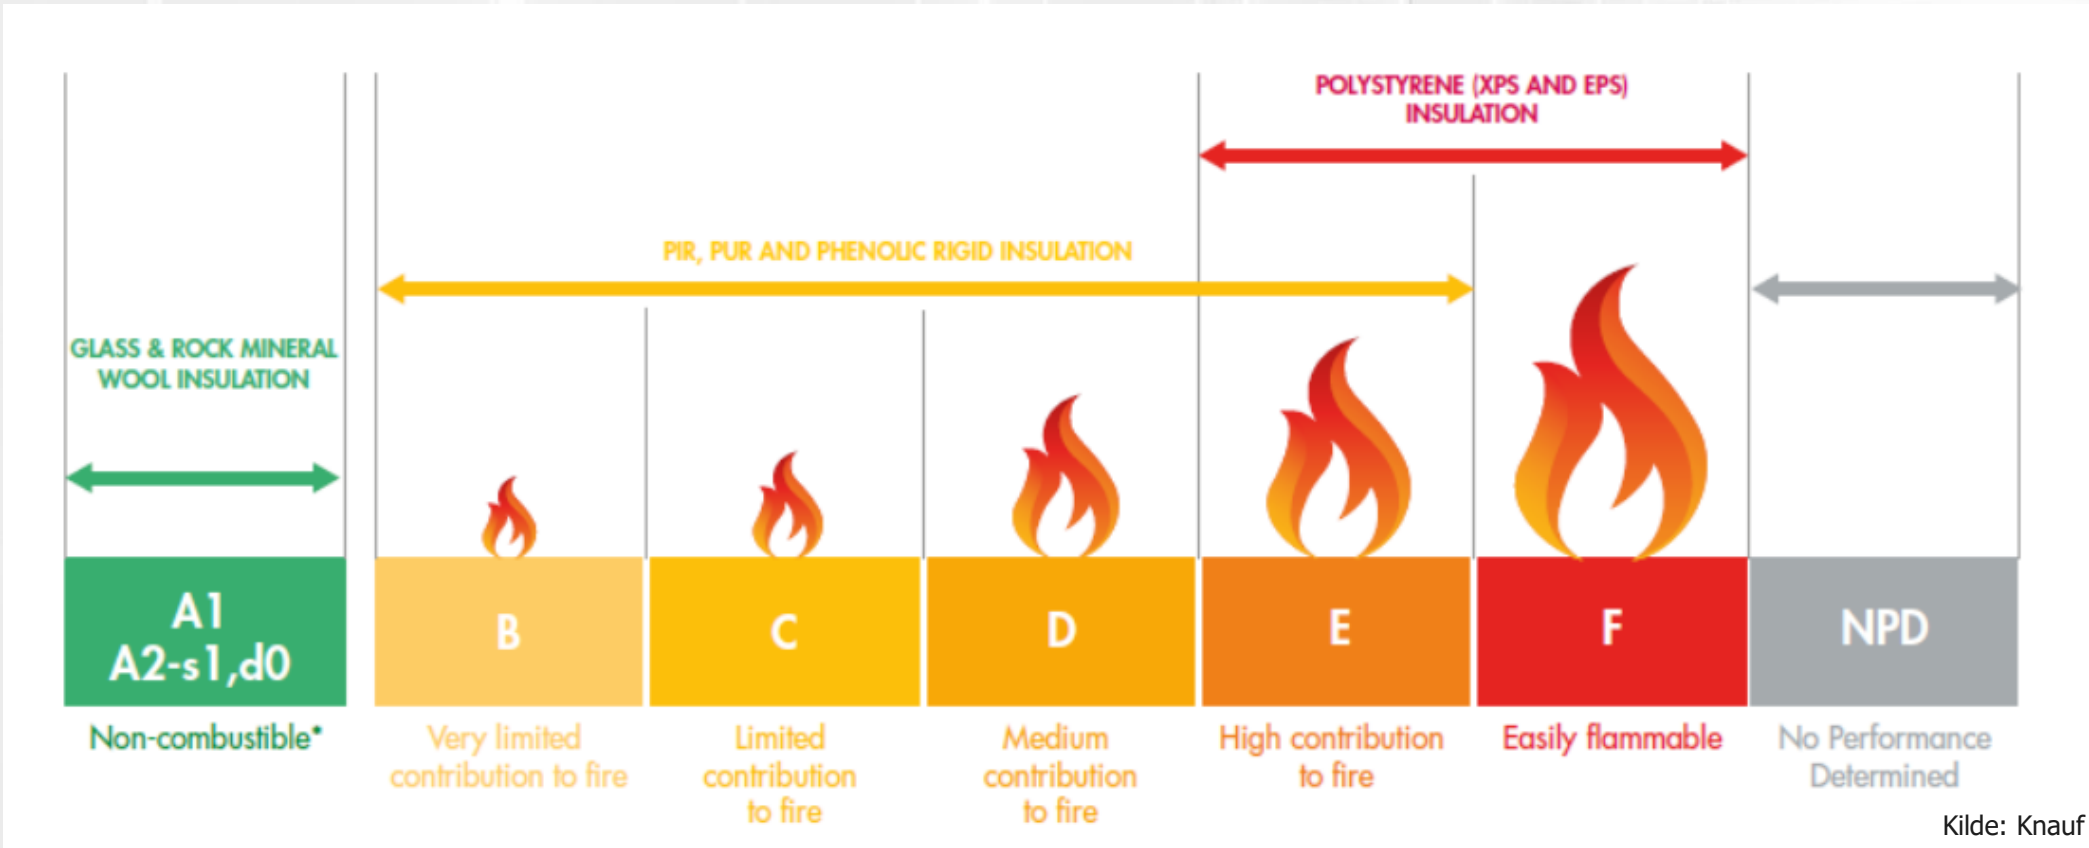 POLYSTYRENE (XPS AND EPS)
INSULATION
PIR, PUR AND PHENOLIC RIGID INSULATION
GLASS & ROCK MINERAL
WOOL INSULATION
A1
A2-s1,d0
B
C
D
E
F
NPD
Non-combustible*
Very limited
contribution to fire
Limited
contribution
to fire
Medium
contribution
to fire
High contribution
to fire
Easily flammable
No Performance
Determined
Kilde: Knauf